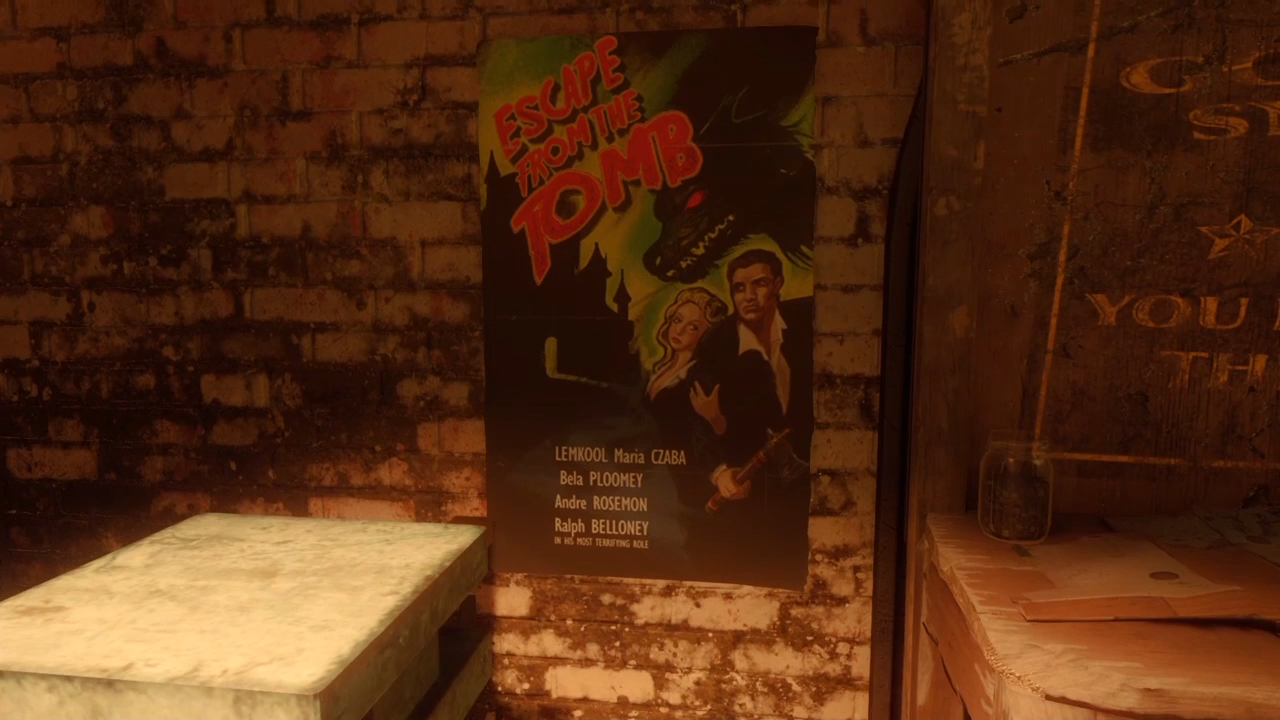 ESCAPE
FROM THE
TOMB
LEMKOOL Maria CZABA
Bela PLOOMEY
Andre ROSEMON
Ralph BELLONEY
IN HIS MOST TERRIFYING ROLE
YOU
TH